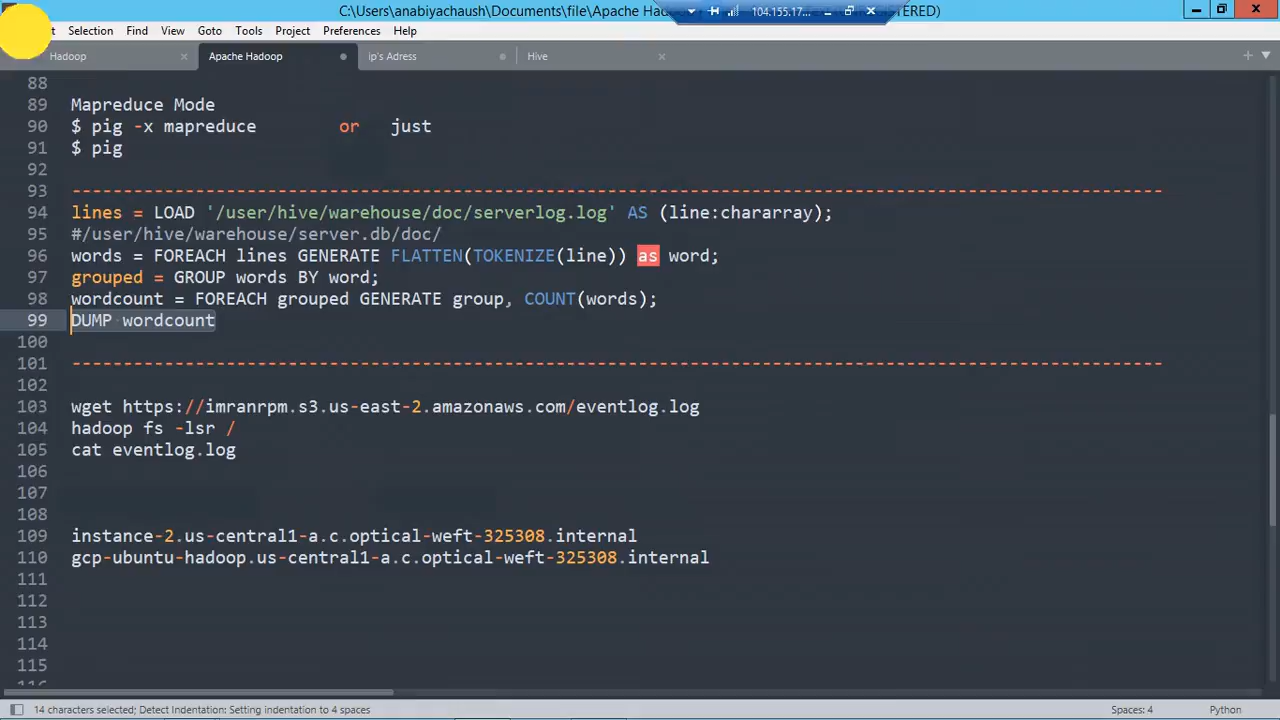 C:\Users\anabiyachaush\Documents\file\Apache Hado
104.155.17...
STERED)
t Selection Find View Goto Tools Project Preferences Help
Hadoop Apache Hadoop ip's Adress Hive
88
89 Mapreduce Mode
90 $ pig -x mapreduce or just
91 $ pig
92
93 ----------------------------------------------------------------------------------------------------------
94 lines = LOAD '/user/hive/warehouse/doc/serverlog.log' AS (line:chararray);
95 #/user/hive/warehouse/server.db/doc/
96 words = FOREACH lines GENERATE FLATTEN(TOKENIZE(line)) as word;
97 grouped = GROUP words BY word;
98 wordcount = FOREACH grouped GENERATE group, COUNT(words);
99 DUMP wordcount
100
101 ----------------------------------------------------------------------------------------------------------
102
103 wget https://imranrpm.s3.us-east-2.amazonaws.com/eventlog.log
104 hadoop fs -lsr /
105 cat eventlog.log
106
107
108
109 instance-2.us-central1-a.c.optical-weft-325308.internal
110 gcp-ubuntu-hadoop.us-central1-a.c.optical-weft-325308.internal
111
112
113
114
115
14 characters selected; Detect Indentation: Setting indentation to 4 spaces Spaces: 4 Python